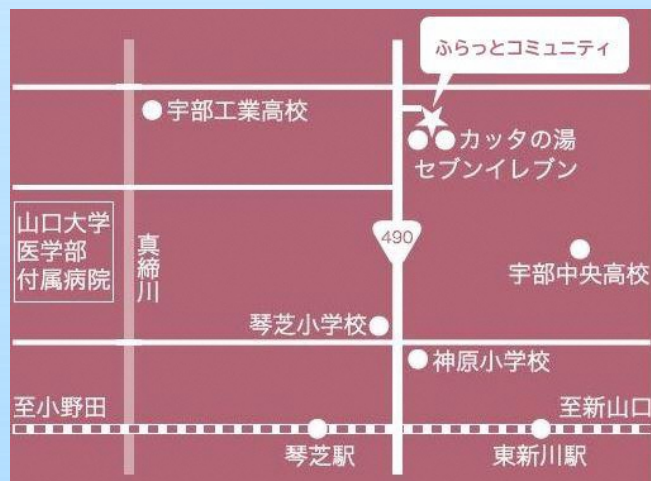 ふらっとコミュニティ
宇部工業高校
カッタの湯
セブンイレブン
山口大学
医学部
付属病院
真締川
490
宇部中央高校
琴芝小学校
神原小学校
至小野田
至新山口
琴芝駅
東新川駅